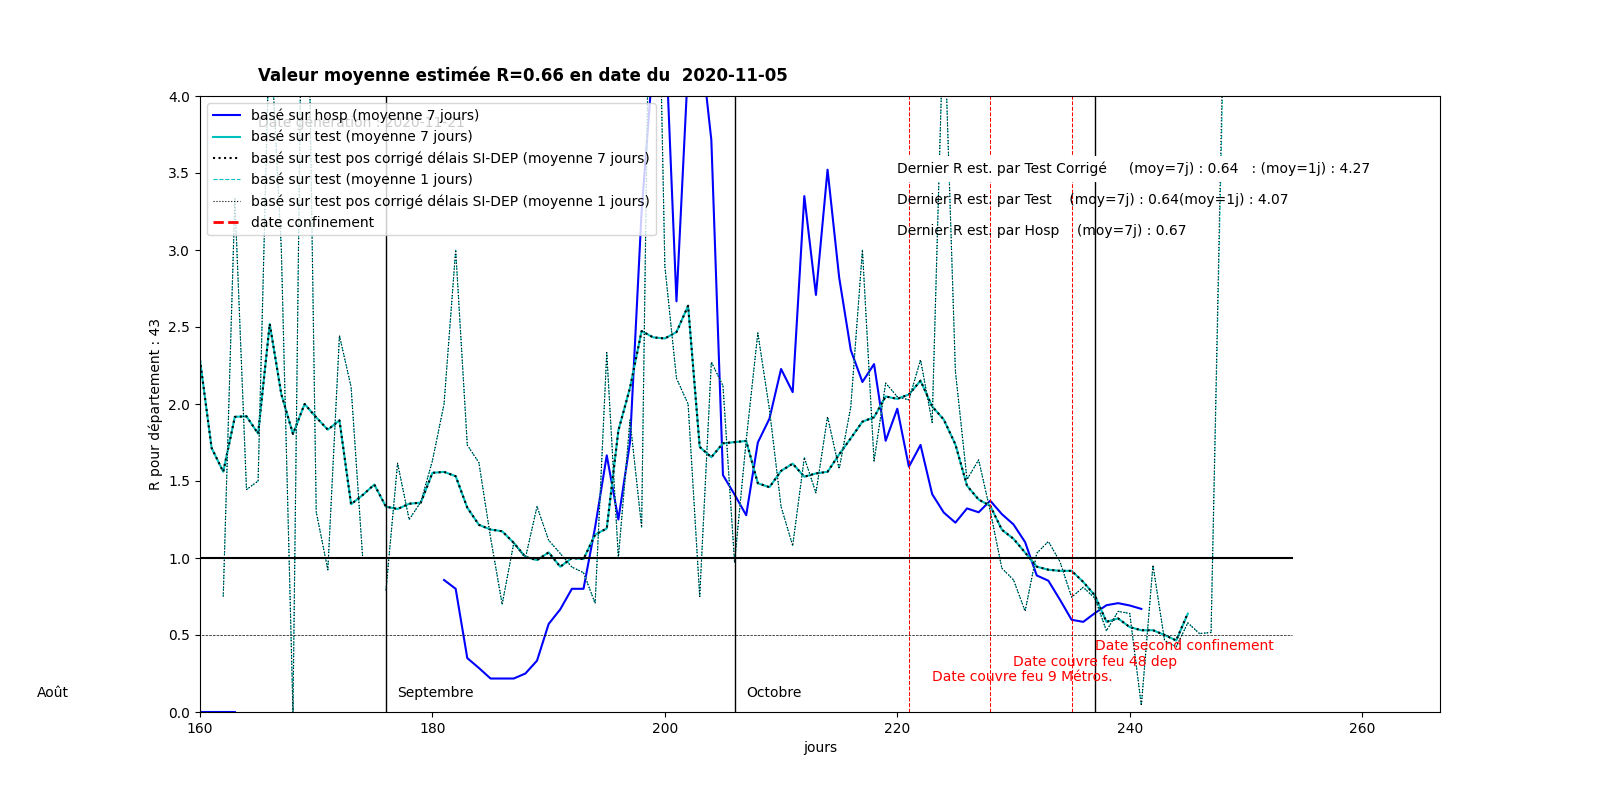 Valeur moyenne estimée R=0.66 en date du  2020-11-05
Date generation : 2020-11-21
basé sur hosp (moyenne 7 jours)
basé sur test (moyenne 7 jours)
basé sur test pos corrigé délais SI-DEP (moyenne 7 jours)
basé sur test (moyenne 1 jours)
basé sur test pos corrigé délais SI-DEP (moyenne 1 jours)
date confinement
Dernier R est. par Test Corrigé     (moy=7j) : 0.64   : (moy=1j) : 4.27
Dernier R est. par Test    (moy=7j) : 0.64(moy=1j) : 4.07
Dernier R est. par Hosp    (moy=7j) : 0.67
4.0
3.5
3.0
2.5
2.0
1.5
1.0
0.5
0.0
R pour département : 43
Date second confinement
Date couvre feu 48 dep
Date couvre feu 9 Métros.
Août
Septembre
Octobre
160
180
200
220
240
260
jours